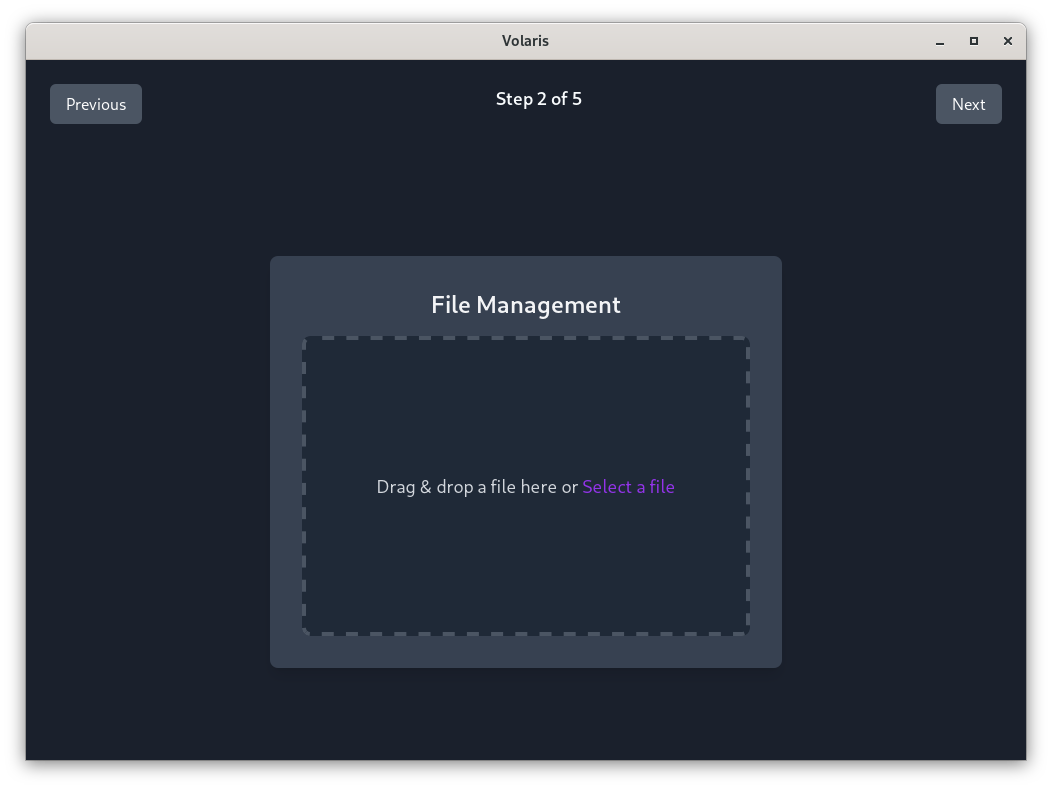 Volaris
Previous
Step 2 of 5
Next
File Management
Drag & drop a file here or Select a file